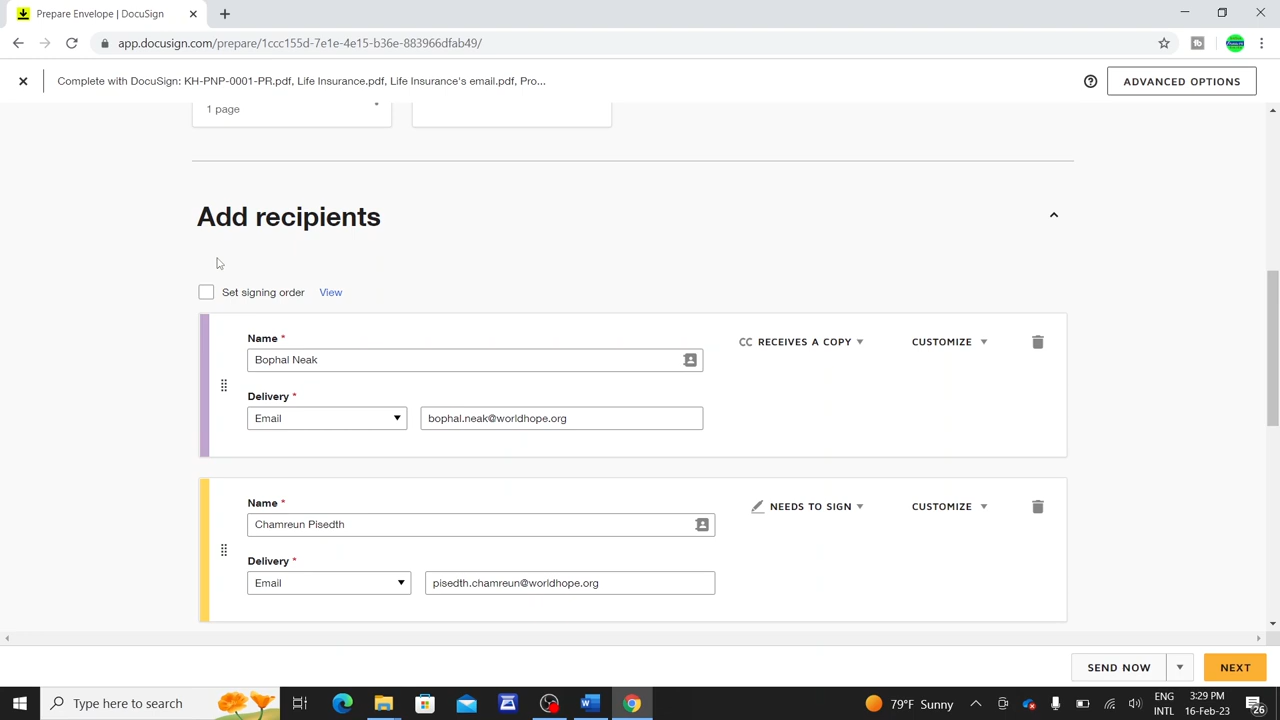 Prepare Envelope | DocuSign
app.docusign.com/prepare/1ccc155d-7e1e-4e15-b36e-883966dfab49/
Complete with DocuSign: KH-PNP-0001-PR.pdf, Life Insurance.pdf, Life Insurance's email.pdf, Pro...
ADVANCED OPTIONS
1 page
Add recipients
Set signing order View
Name *
RECEIVES A COPY
CC
CUSTOMIZE
Bophal Neak
Delivery *
Email
bophal.neak@worldhope.org
Name *
NEEDS TO SIGN
CUSTOMIZE
Chamreun Pisedth
Delivery *
Email
pisedth.chamreun@worldhope.org
SEND NOW
NEXT
Type here to search
79°F Sunny
ENG
INTL
3:29 PM
16-Feb-23
26